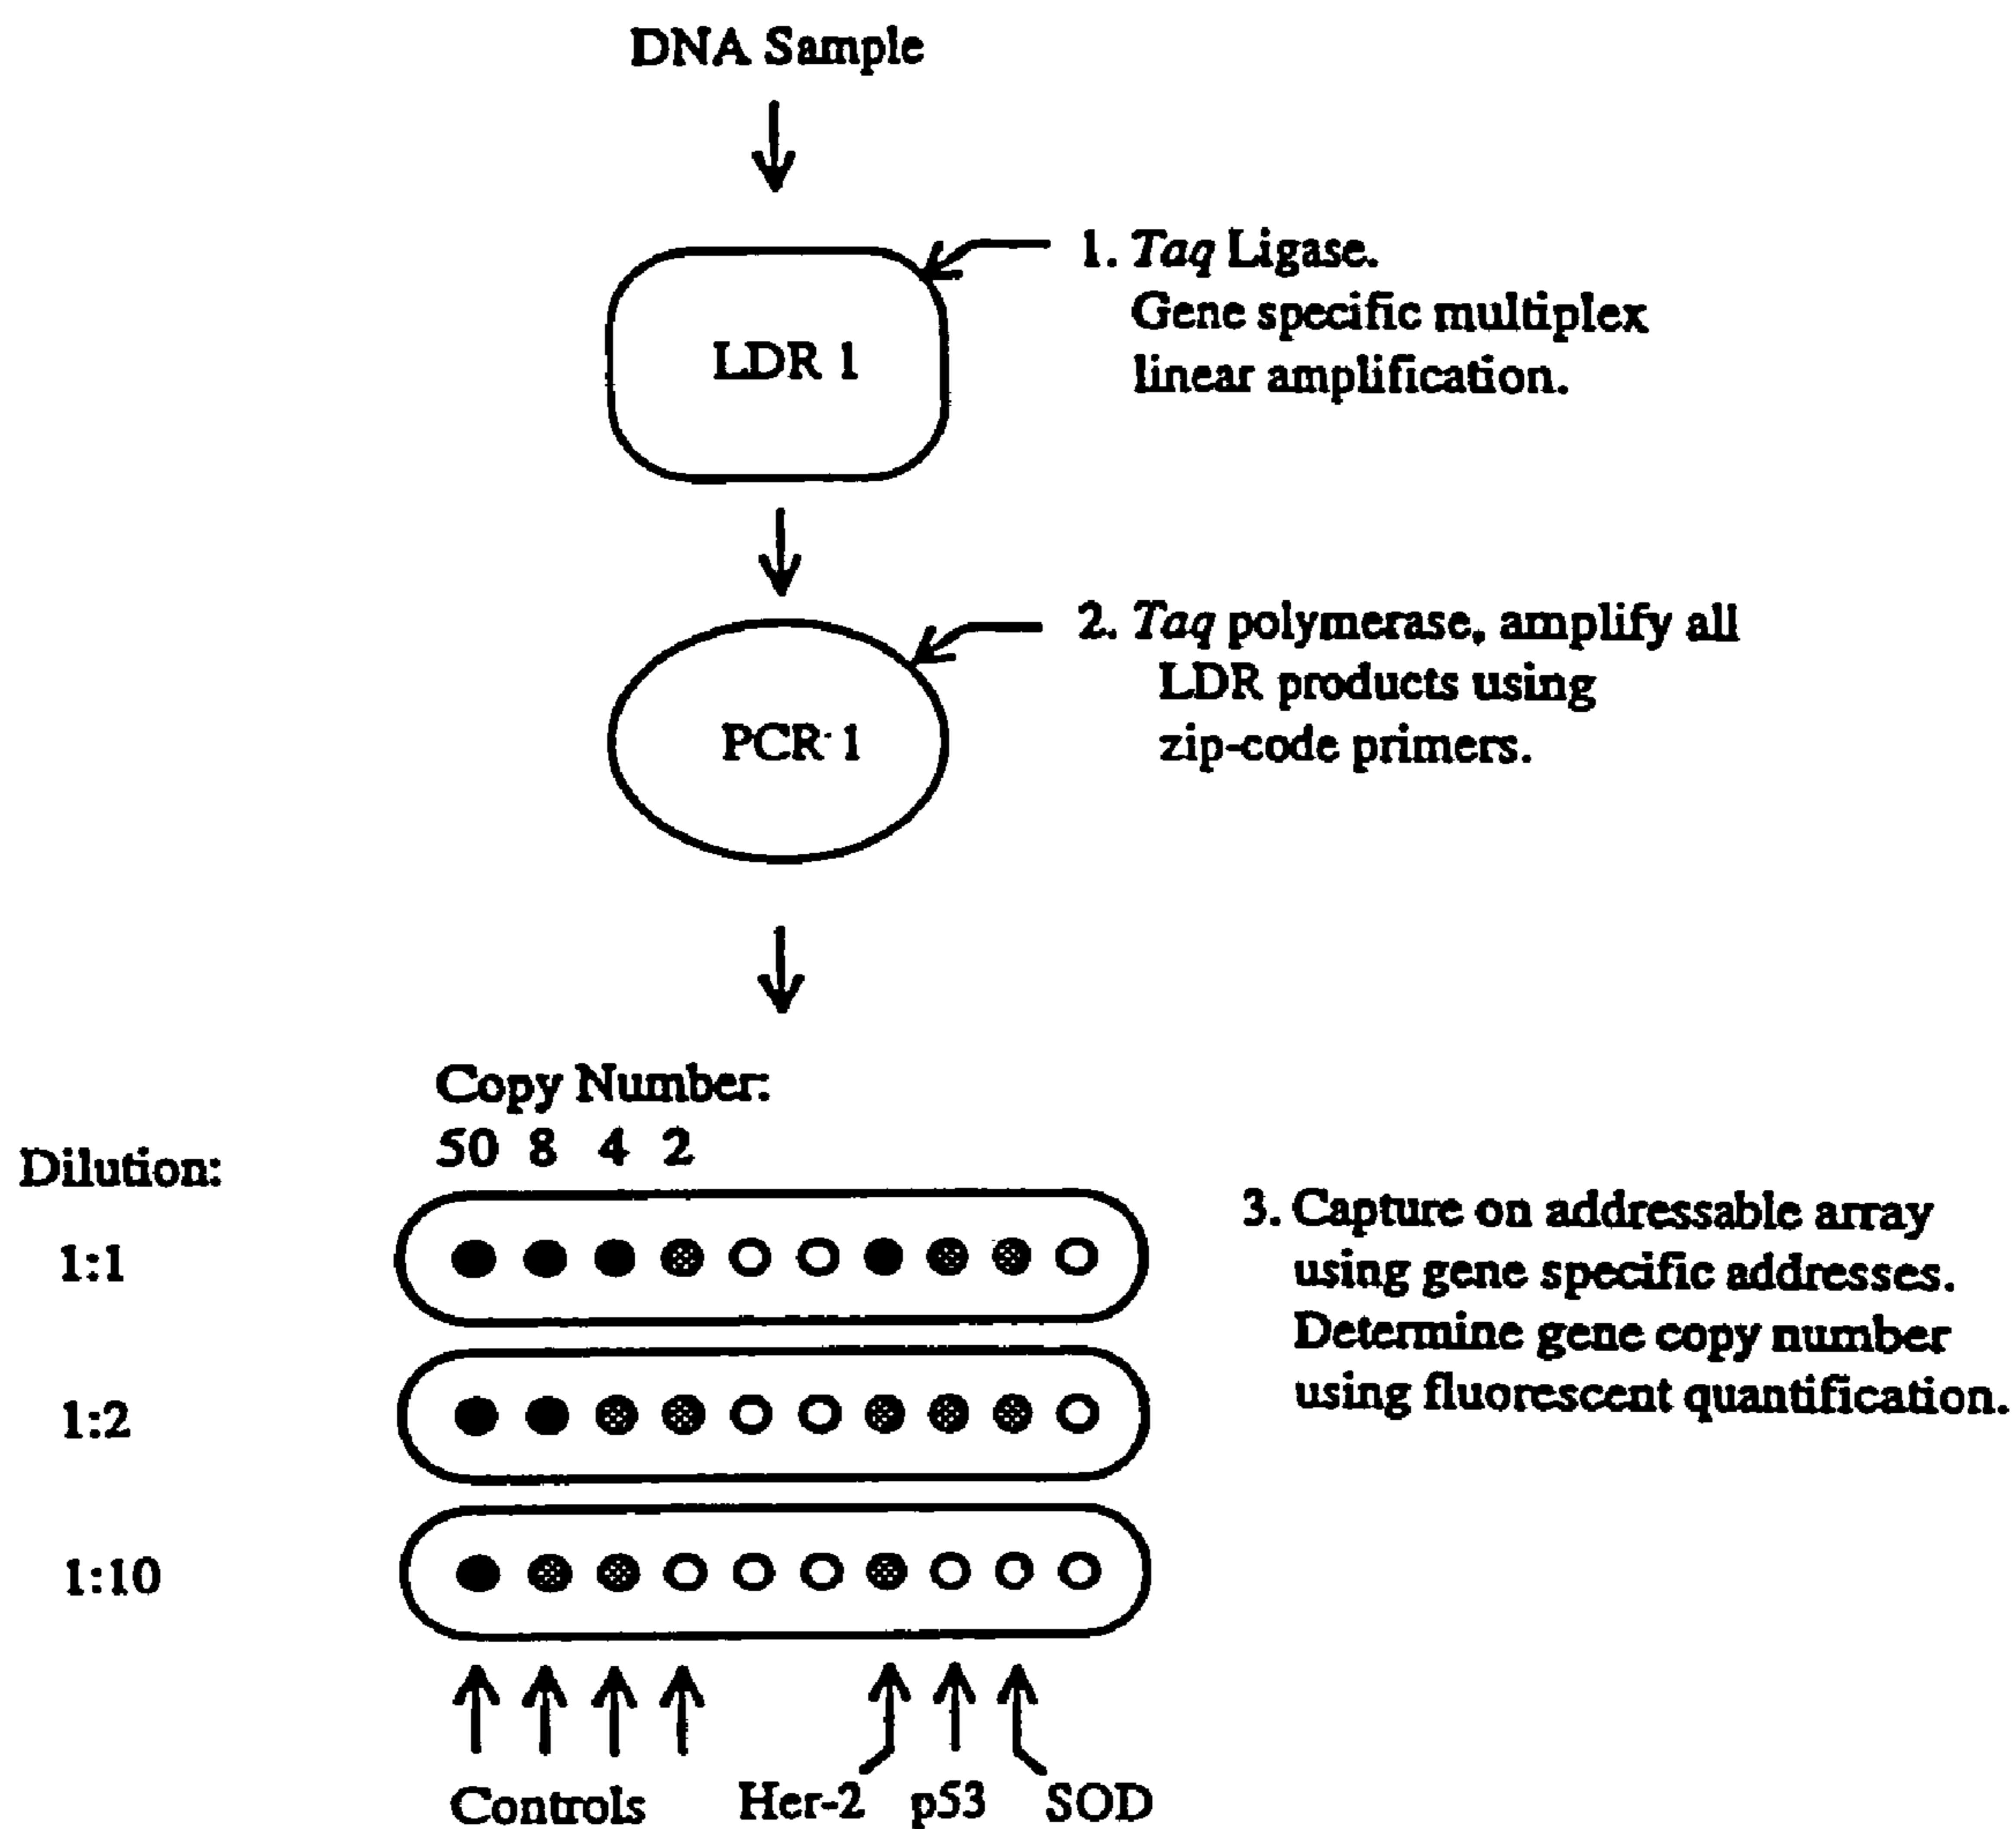 DNA Sample
1. Taq Ligase.
Gene specific multiplex
linear amplification.
LDR 1
2. Taq polymerase, amplify all
LDR products using
zip-code primers.
PCR 1
Copy Number:
50 8 4 2
Dilution:
1:1
1:2
1:10
3. Capture on addressable array
using gene specific addresses.
Determine gene copy number
using fluorescent quantification.
Controls Her-2 p53 SOD